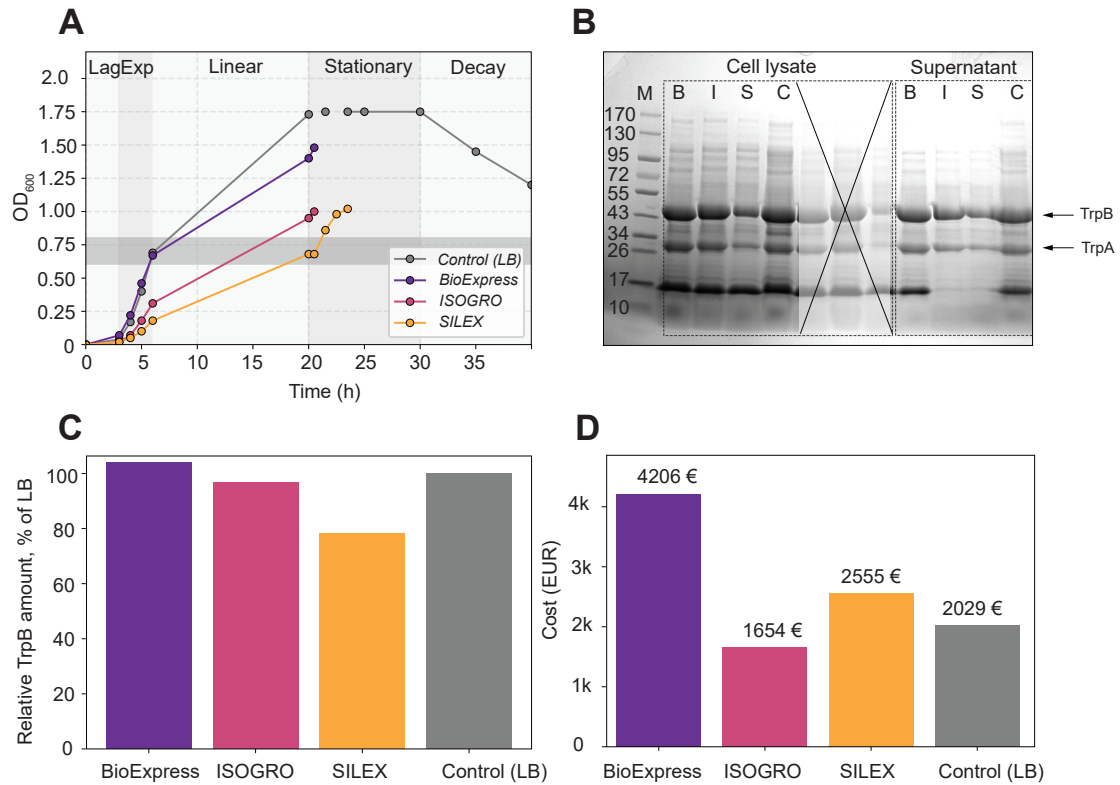 A
Lag Exp Linear Stationary Decay
2.0
1.75
1.50
1.25
1.00
0.75
0.50
0.25
0
OD600
0 5 10 15 20 25 30 35
Time (h)
Control (LB)
BioExpress
ISOGRO
SILEX
B
Cell lysate Supernatant
M B I S C B I S C
170
130
95
72
55
43
34
26
17
10
TrpB
TrpA
C
Relative TrpB amount, % of LB
100
80
60
40
20
0
BioExpress ISOGRO SILEX Control (LB)
D
Cost (EUR)
4k
3k
2k
1k
0
4206 €
1654 €
2555 €
2029 €
BioExpress ISOGRO SILEX Control (LB)